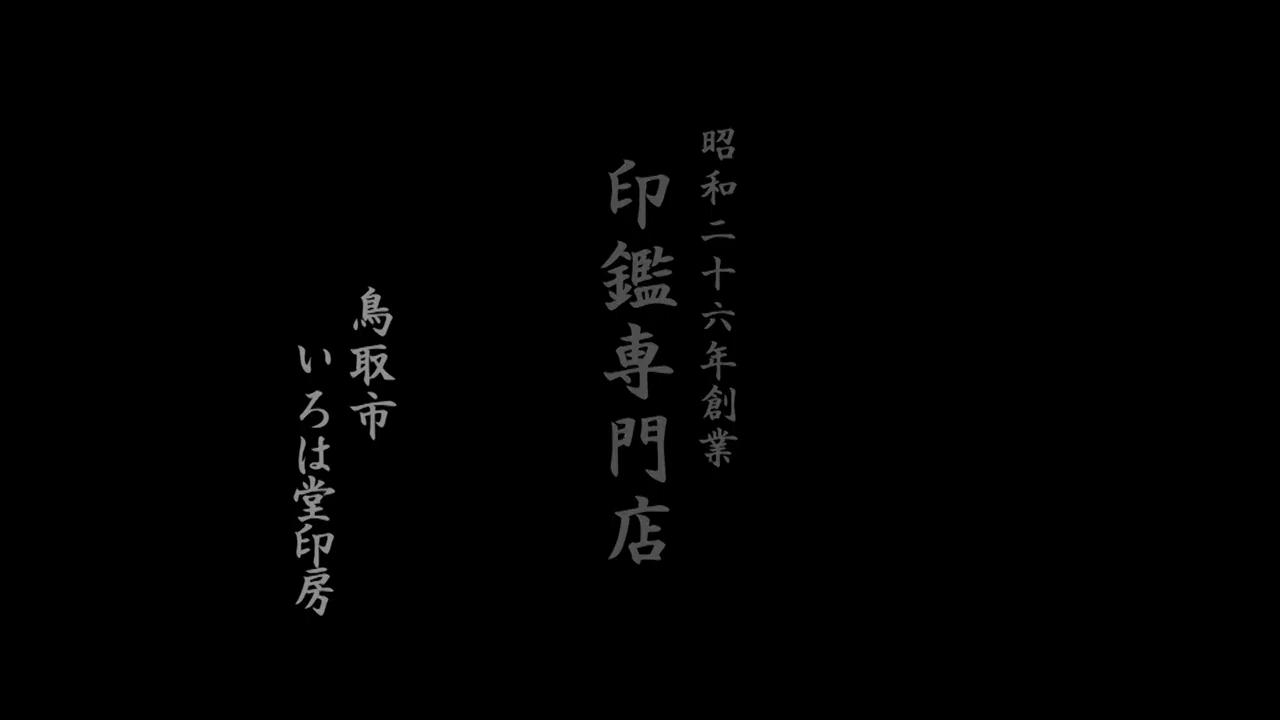 昭和二十六年創業
印鑑専門店
鳥取市
いろは堂印房